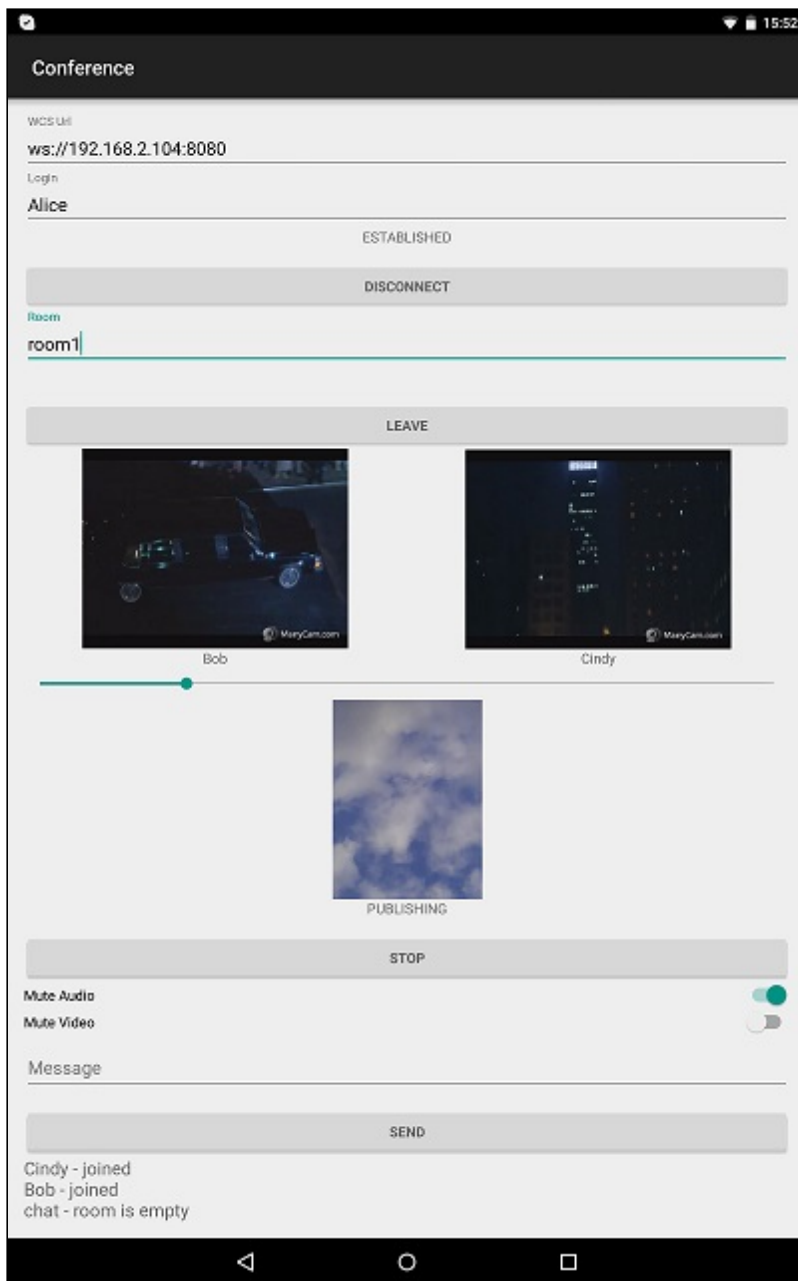 15:52
Conference
WCS Url
ws://192.168.2.104:8080
Login
Alice
ESTABLISHED
DISCONNECT
Room
room1
LEAVE
ManyCam.com
ManyCam.com
Bob
Cindy
PUBLISHING
STOP
Mute Audio
Mute Video
Message
SEND
Cindy - joined
Bob - joined
chat - room is empty